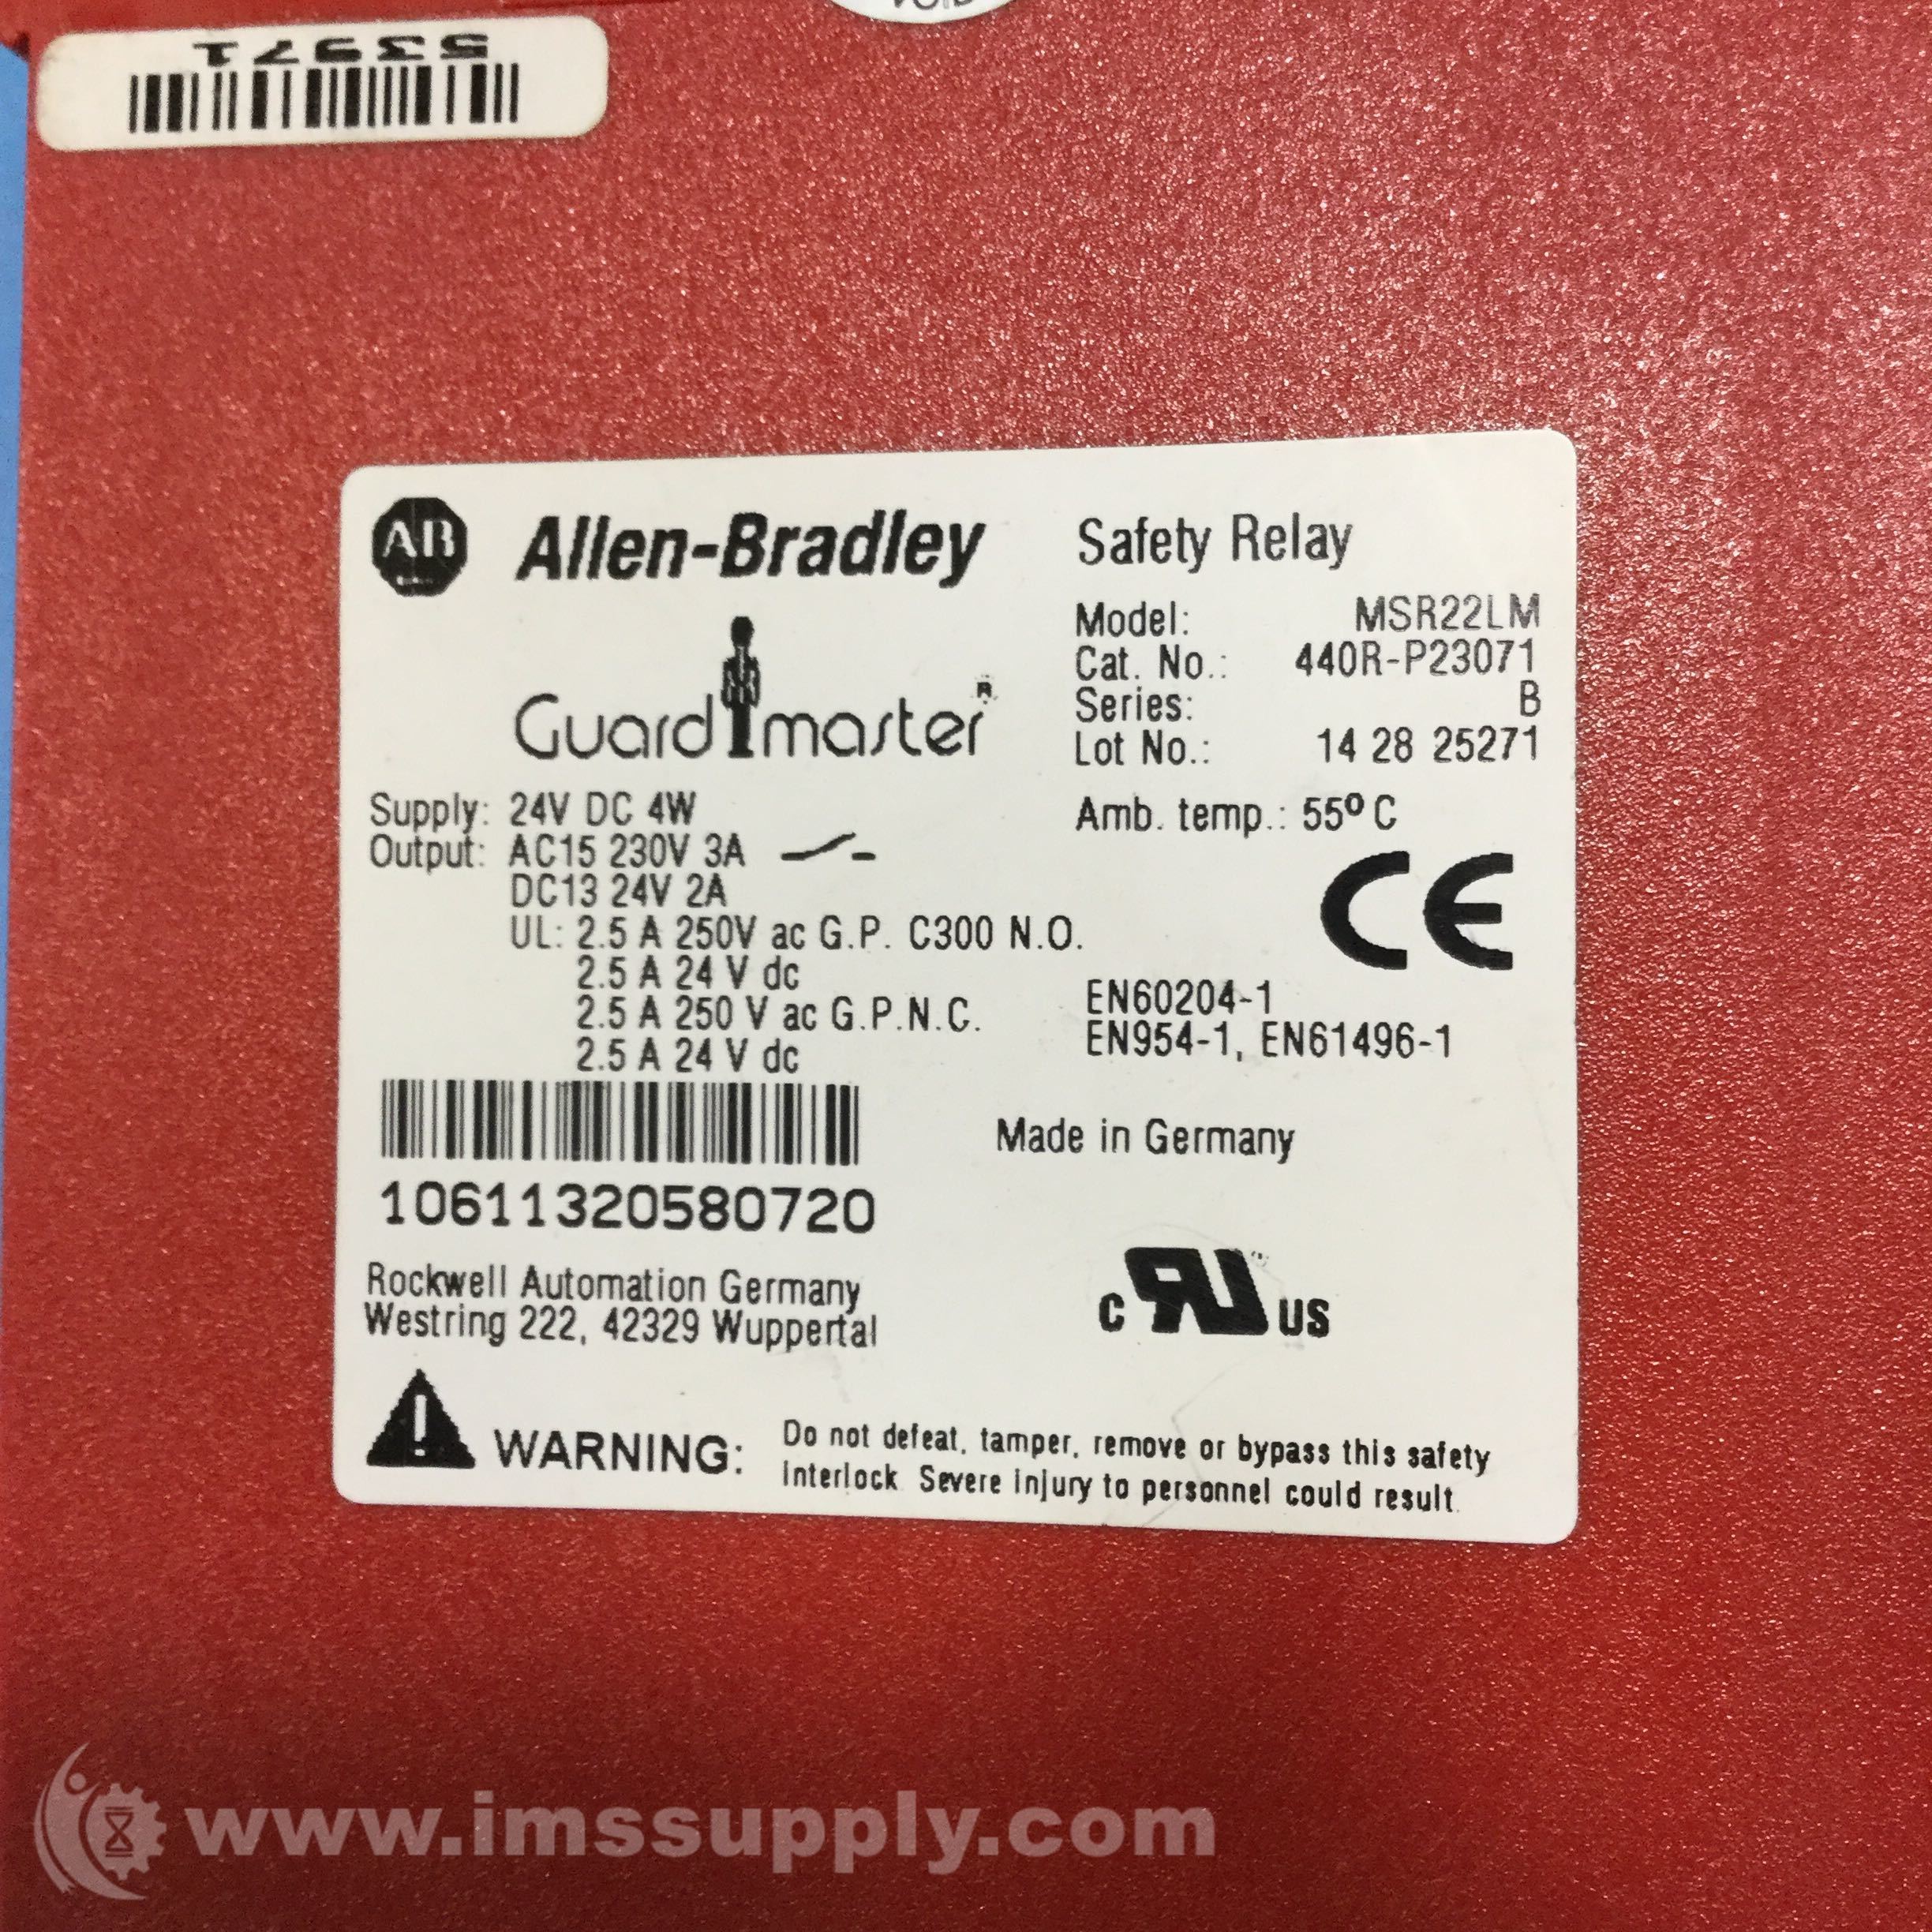 53971
VOID
AB Allen-Bradley
Guardmaster®
Safety Relay
Model: MSR22LM
Cat. No.: 440R-P23071
Series: B
Lot No.: 14 28 25271
Supply: 24V DC 4W
Output: AC15 230V 3A
DC13 24V 2A
UL: 2.5 A 250V ac G.P. C300 N.O.
2.5 A 24 V dc
2.5 A 250 V ac G.P.N.C.
2.5 A 24 V dc
Amb. temp.: 55º C
CE
EN60204-1
EN954-1, EN61496-1
10611320580720
Made in Germany
Rockwell Automation Germany
Westring 222, 42329 Wuppertal
c RU US
WARNING: Do not defeat, tamper, remove or bypass this safety
interlock. Severe injury to personnel could result.
www.imssupply.com